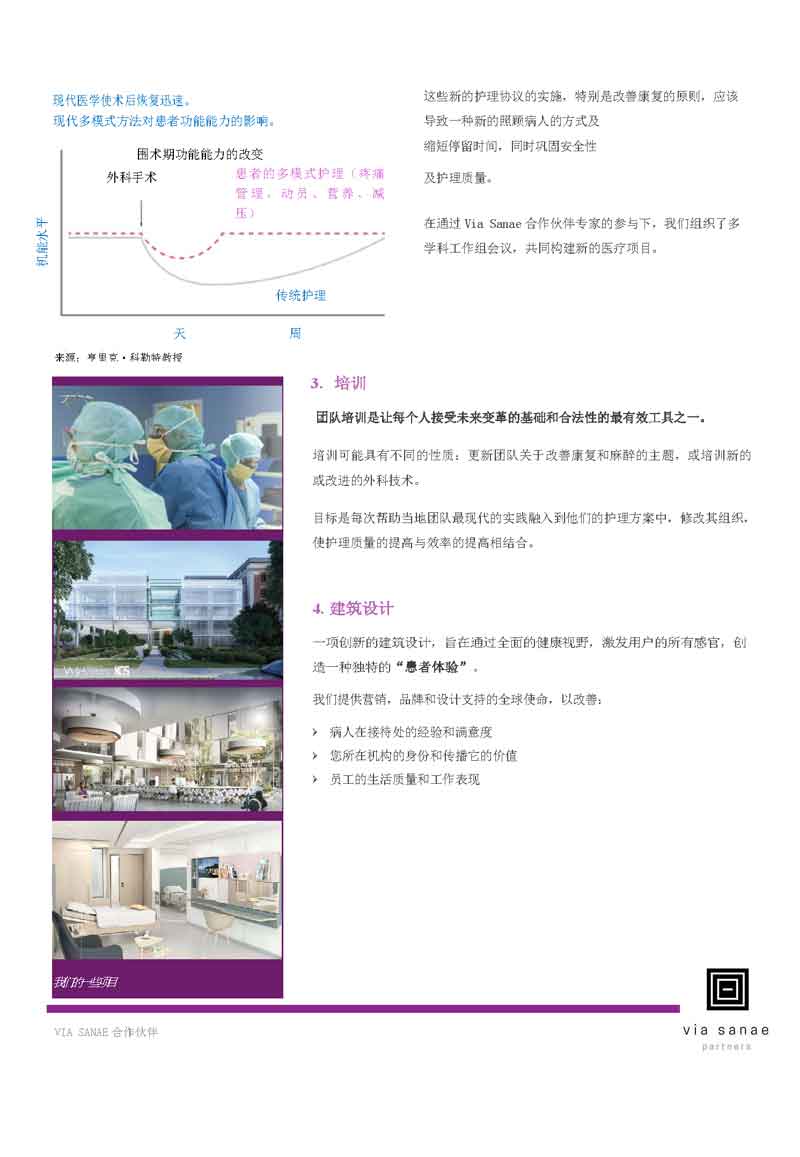 现代医学使术后恢复迅速。
现代多模式方法对患者功能能力的影响。
围术期功能能力的改变
外科手术
患者的多模式护理（疼痛
管理，动员、营养、减
压）
机能水平
传统护理
天 周
来源：亨里克·科勒特教授
这些新的护理协议的实施，特别是改善康复的原则，应该
导致一种新的照顾病人的方式及
缩短停留时间，同时巩固安全性
及护理质量。
在通过 Via Sanae 合作伙伴专家的参与下，我们组织了多
学科工作组会议，共同构建新的医疗项目。
3. 培训
团队培训是让每个人接受未来变革的基础和合法性的最有效工具之一。
培训可能具有不同的性质：更新团队关于改善康复和麻醉的主题，或培训新的
或改进的外科技术。
目标是每次帮助当地团队最现代的实践融入到他们的护理方案中，修改其组织，
使护理质量的提高与效率的提高相结合。
4. 建筑设计
一项创新的建筑设计，旨在通过全面的健康视野，激发用户的所有感官，创
造一种独特的“患者体验”。
我们提供营销，品牌和设计支持的全球使命，以改善：
➢ 病人在接待处的经验和满意度
➢ 您所在机构的身份和传播它的价值
➢ 员工的生活质量和工作表现
我们的一些项目
VIA SANAE 合作伙伴
via sanae
partners